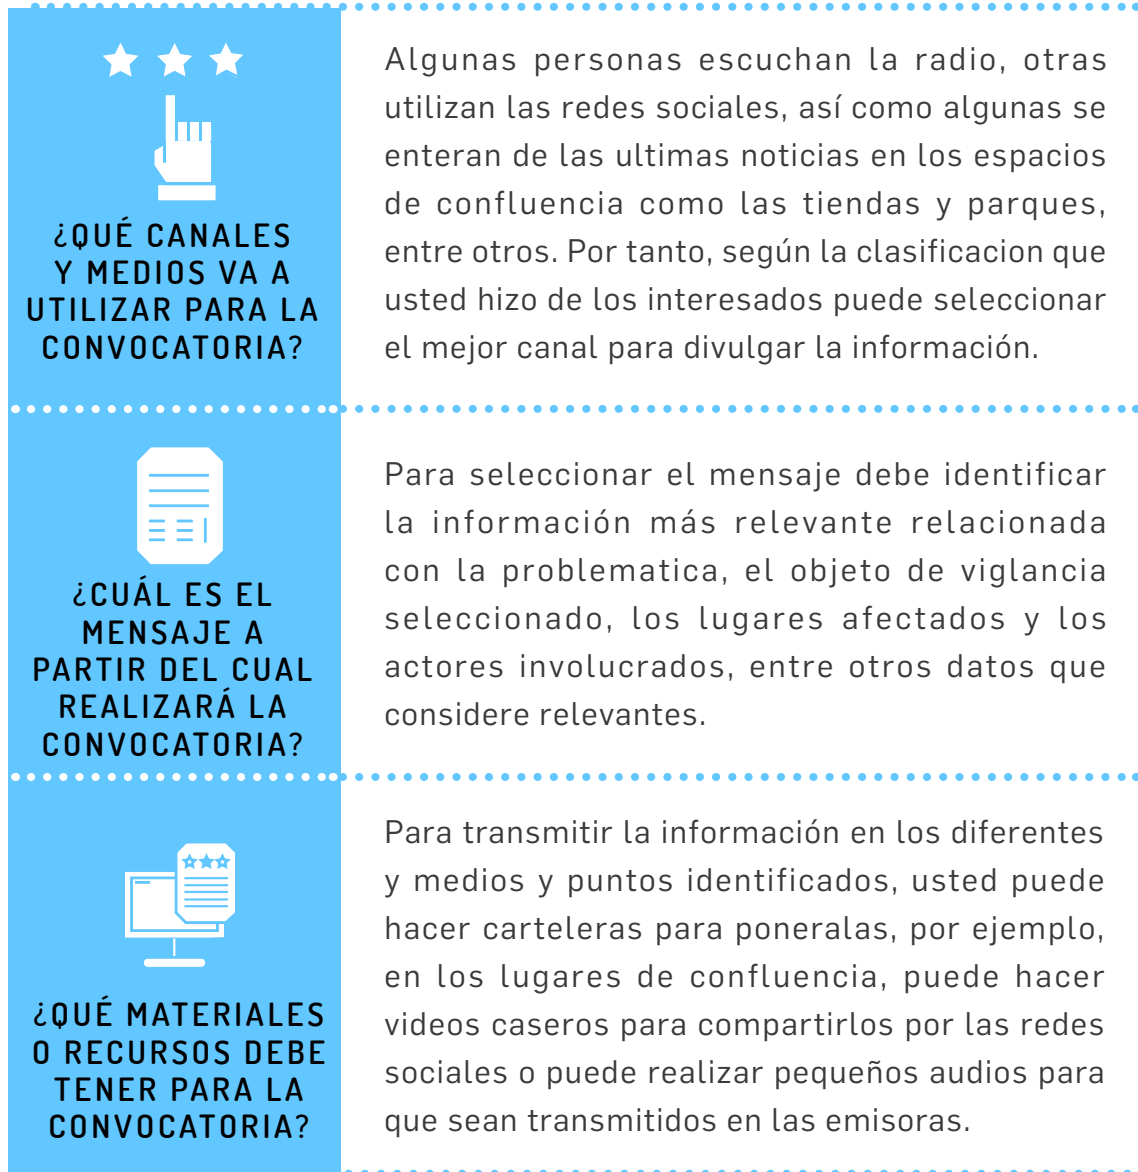 ¿QUÉ CANALES
Y MEDIOS VA A
UTILIZAR PARA LA
CONVOCATORIA?
Algunas personas escuchan la radio, otras
utilizan las redes sociales, así como algunas se
enteran de las ultimas noticias en los espacios
de confluencia como las tiendas y parques,
entre otros. Por tanto, según la clasificacion que
usted hizo de los interesados puede seleccionar
el mejor canal para divulgar la información.
¿CUÁL ES EL
MENSAJE A
PARTIR DEL CUAL
REALIZARÁ LA
CONVOCATORIA?
Para seleccionar el mensaje debe identificar
la información más relevante relacionada
con la problematica, el objeto de viglancia
seleccionado, los lugares afectados y los
actores involucrados, entre otros datos que
considere relevantes.
¿QUÉ MATERIALES
O RECURSOS DEBE
TENER PARA LA
CONVOCATORIA?
Para transmitir la información en los diferentes
y medios y puntos identificados, usted puede
hacer carteleras para poneralas, por ejemplo,
en los lugares de confluencia, puede hacer
videos caseros para compartirlos por las redes
sociales o puede realizar pequeños audios para
que sean transmitidos en las emisoras.